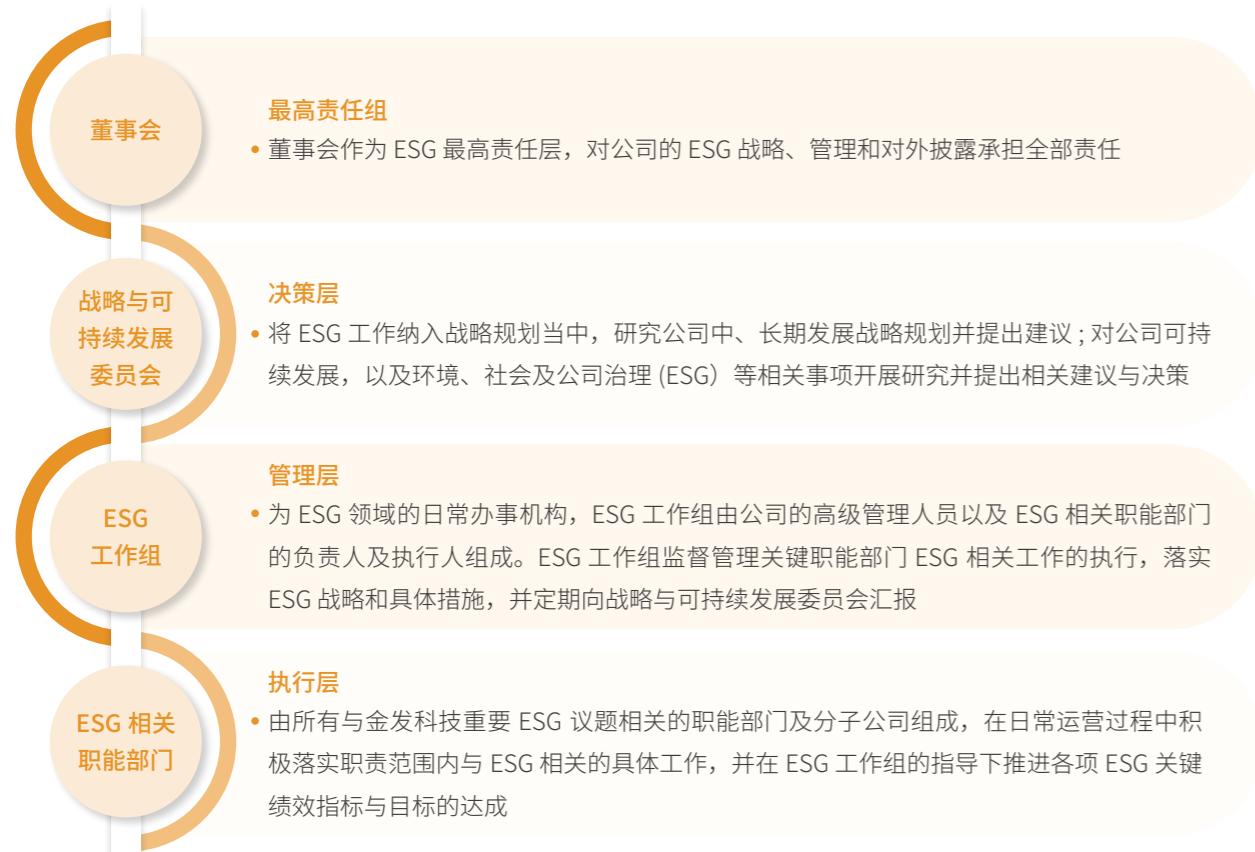 董事会
最高责任组
• 董事会作为 ESG 最高责任层，对公司的 ESG 战略、管理和对外披露承担全部责任
战略与可
持续发展
委员会
决策层
• 将 ESG 工作纳入战略规划当中，研究公司中、长期发展战略规划并提出建议 ; 对公司可持
续发展，以及环境、社会及公司治理 (ESG）等相关事项开展研究并提出相关建议与决策
ESG
工作组
管理层
• 为 ESG 领域的日常办事机构，ESG 工作组由公司的高级管理人员以及 ESG 相关职能部门
的负责人及执行人组成。ESG 工作组监督管理关键职能部门 ESG 相关工作的执行，落实
ESG 战略和具体措施，并定期向战略与可持续发展委员会汇报
ESG 相关
职能部门
执行层
• 由所有与金发科技重要 ESG 议题相关的职能部门及分子公司组成，在日常运营过程中积
极落实职责范围内与 ESG 相关的具体工作，并在 ESG 工作组的指导下推进各项 ESG 关键
绩效指标与目标的达成